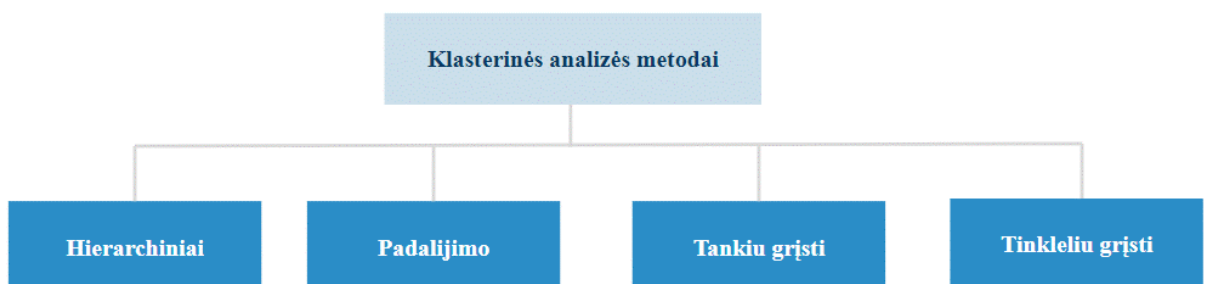 Klasterinės analizės metodai
Hierarchiniai
Padalijimo
Tankiu grįsti
Tinkleliu grįsti